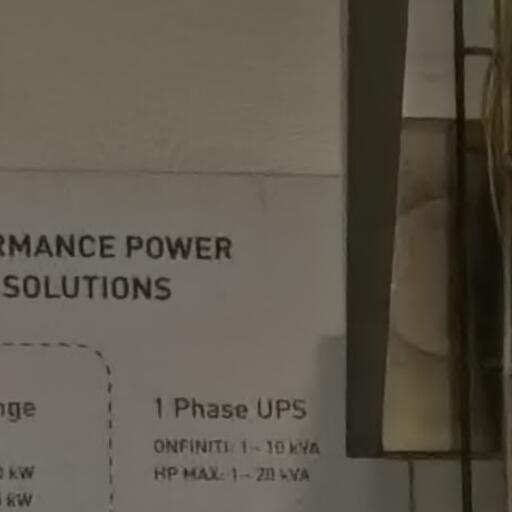 RMANCE POWER
SOLUTIONS
nge
1 Phase UPS
ONFINITI: 1 - 10 kVA
HP MAX: 1 - 20 kVA
kW
kW